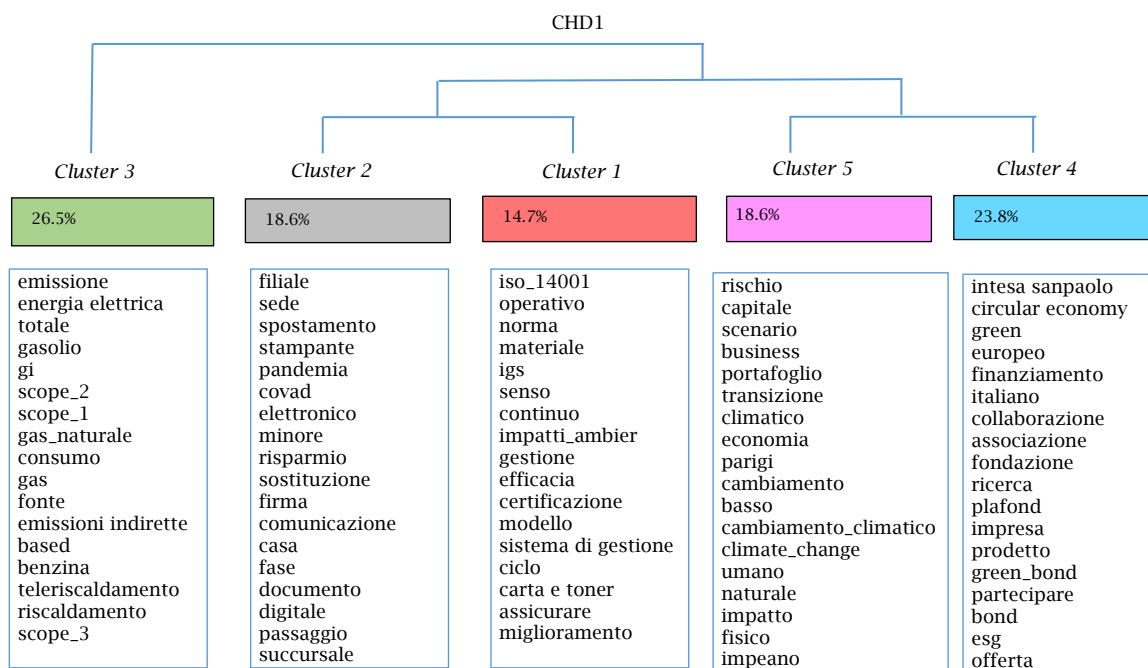 CHD1
Cluster 3
26.5%
emissione
energia elettrica
totale
gasolio
gi
scope_2
scope_1
gas_naturale
consumo
gas
fonte
emissioni indirette
based
benzina
teleriscaldamento
riscaldamento
scope_3
Cluster 2
18.6%
filiale
sede
spostamento
stampante
pandemia
covad
elettronico
minore
risparmio
sostituzione
firma
comunicazione
casa
fase
documento
digitale
passaggio
succursale
Cluster 1
14.7%
iso_14001
operativo
norma
materiale
igs
senso
continuo
impatti_ambier
gestione
efficacia
certificazione
modello
sistema di gestione
ciclo
carta e toner
assicurare
miglioramento
Cluster 5
18.6%
rischio
capitale
scenario
business
portafoglio
transizione
climatico
economia
parigi
cambiamento
basso
cambiamento_climatico
climate_change
umano
naturale
impatto
fisico
impeano
Cluster 4
23.8%
intesa sanpaolo
circular economy
green
europeo
finanziamento
italiano
collaborazione
associazione
fondazione
ricerca
plafond
impresa
prodetto
green_bond
partecipare
bond
esg
offerta